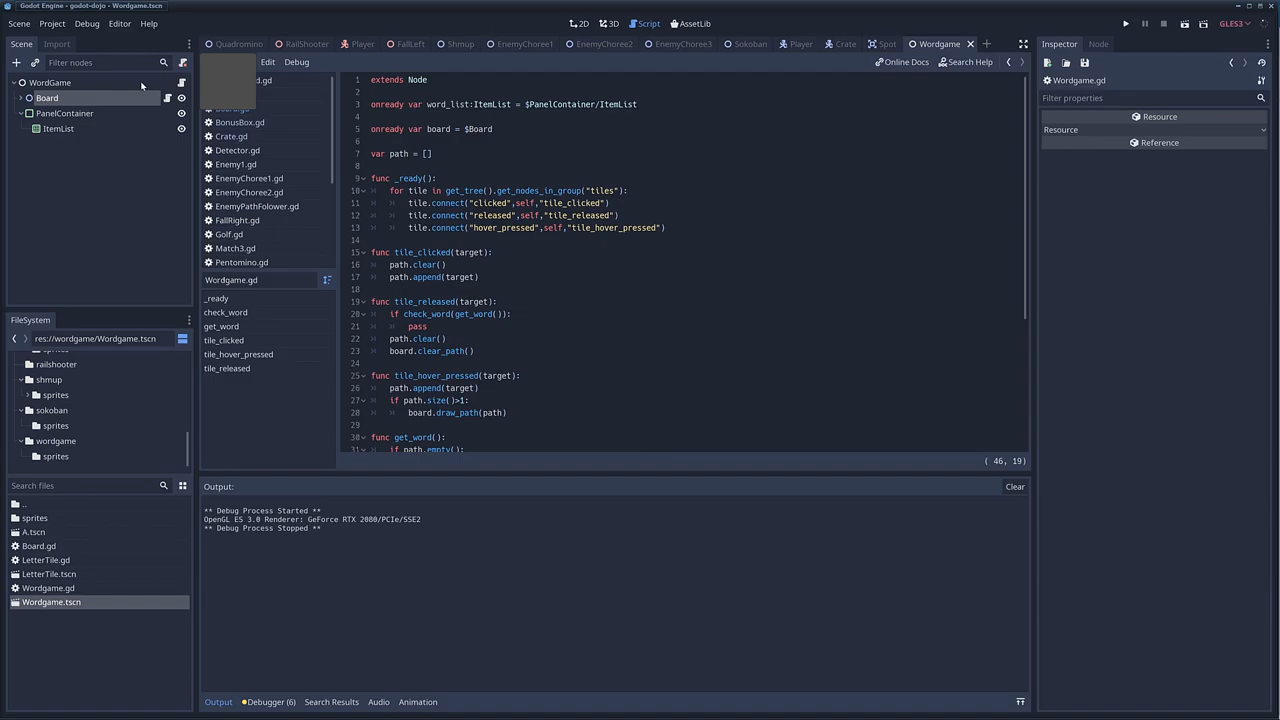 Godot Engine - godot-dojo - Wordgame.tscn
Scene Project Debug Editor Help
2D 3D Script AssetLib
GLES3
Scene Import
Quadromino RailShooter Player FallLeft Shmup EnemyChoree1 EnemyChoree2 EnemyChoree3 Sokoban Player Crate Spot Wordgame
Inspector Node
Filter nodes
Edit Debug
Online Docs Search Help
WordGame
Board
PanelContainer
ItemList
BonusBox.gd
Crate.gd
Detector.gd
Enemy1.gd
EnemyChoree1.gd
EnemyChoree2.gd
EnemyPathFolower.gd
FallRight.gd
Golf.gd
Match3.gd
Pentomino.gd
Wordgame.gd
_ready
check_word
get_word
tile_clicked
tile_hover_pressed
tile_released
1 extends Node
2
3 onready var word_list:ItemList = $PanelContainer/ItemList
4
5 onready var board = $Board
6
7 var path = []
8
9 func _ready():
10 for tile in get_tree().get_nodes_in_group("tiles"):
11 tile.connect("clicked",self,"tile_clicked")
12 tile.connect("released",self,"tile_released")
13 tile.connect("hover_pressed",self,"tile_hover_pressed")
14
15 func tile_clicked(target):
16 path.clear()
17 path.append(target)
18
19 func tile_released(target):
20 if check_word(get_word()):
21 pass
22 path.clear()
23 board.clear_path()
24
25 func tile_hover_pressed(target):
26 path.append(target)
27 if path.size()>1:
28 board.draw_path(path)
29
30 func get_word():
31 if path.empty():
( 46, 19)
Wordgame.gd
Filter properties
Resource
Resource
Reference
FileSystem
res://wordgame/Wordgame.tscn
railshooter
shmup
sprites
sokoban
sprites
wordgame
sprites
Search files
..
sprites
A.tscn
Board.gd
LetterTile.gd
LetterTile.tscn
Wordgame.gd
Wordgame.tscn
Output:
Clear
** Debug Process Started **
OpenGL ES 3.0 Renderer: GeForce RTX 2080/PCIe/SSE2
** Debug Process Stopped **
Output Debugger (6) Search Results Audio Animation